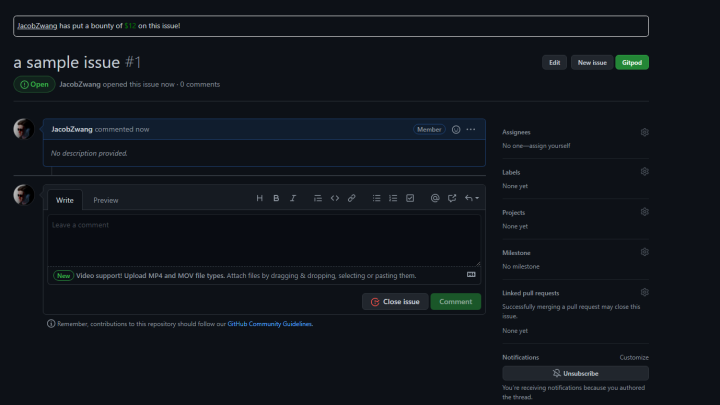 JacobZwang has put a bounty of $12 on this issue!
a sample issue #1
Edit
New issue
Gitpod
Open
JacobZwang opened this issue now · 0 comments
JacobZwang commented now
Member
No description provided.
Write
Preview
Leave a comment
New Video support! Upload MP4 and MOV file types. Attach files by dragging & dropping, selecting or pasting them.
Close issue
Comment
Remember, contributions to this repository should follow our GitHub Community Guidelines.
Assignees
No one—assign yourself
Labels
None yet
Projects
None yet
Milestone
No milestone
Linked pull requests
Successfully merging a pull request may close this
issue.
None yet
Notifications
Customize
Unsubscribe
You're receiving notifications because you authored
the thread.